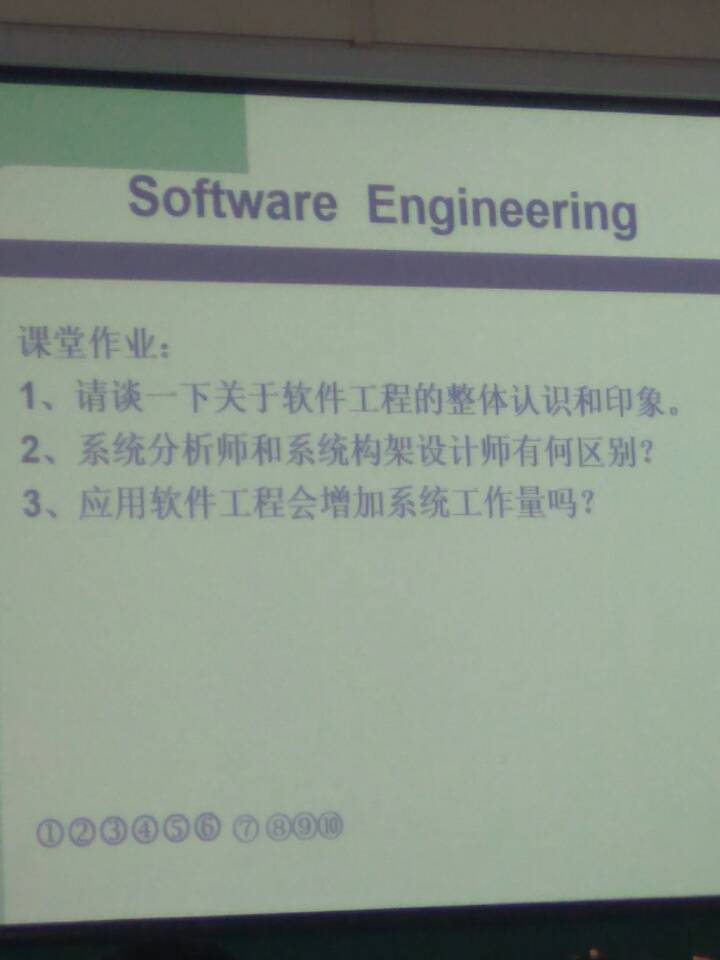 Software Engineering
课堂作业：
1、请谈一下关于软件工程的整体认识和印象。
2、系统分析师和系统构架设计师有何区别？
3、应用软件工程会增加系统工作量吗？
①②③④⑤⑥ ⑦ ⑧⑨⑩